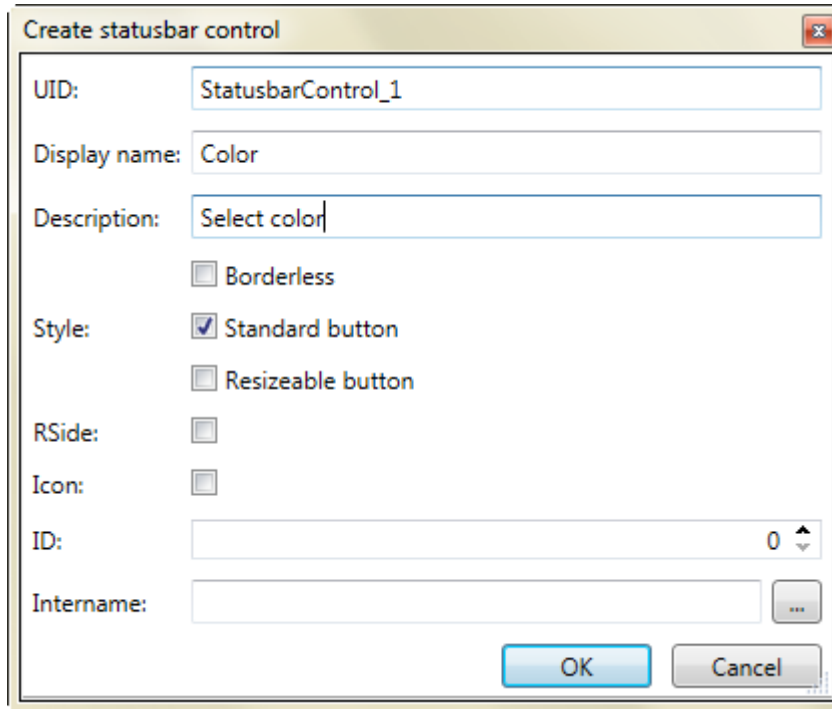 Create statusbar control
UID: StatusbarControl_1
Display name: Color
Description: Select color
Borderless
Style: Standard button
Resizeable button
RSide:
Icon:
ID: 0
Intername: ...
OK Cancel